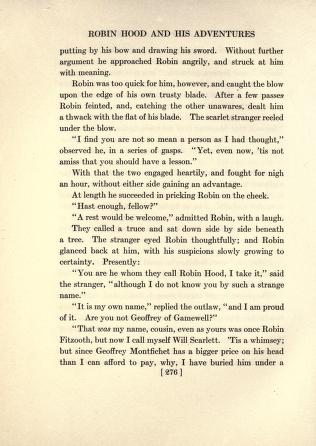 ROBIN HOOD AND HIS ADVENTURES
putting by his bow and drawing his sword. Without further
argument he approached Robin angrily, and struck at him
with meaning.
Robin was too quick for him, however, and caught the blow
upon the edge of his own trusty blade. After a few passes
Robin feinted, and, catching the other unawares, dealt him
a thwack with the flat of his blade. The scarlet stranger reeled
under the blow.
"I find you are not so mean a person as I had thought,"
observed he, in a series of gasps. "Yet, even now, 'tis not
amiss that you should have a lesson."
With that the two engaged heartily, and fought for nigh
an hour, without either side gaining an advantage.
At length he succeeded in pricking Robin on the cheek.
"Hast enough, fellow?"
"A rest would be welcome," admitted Robin, with a laugh.
They called a truce and sat down side by side beneath
a tree. The stranger eyed Robin thoughtfully; and Robin
glanced back at him, with his suspicions slowly growing to
certainty. Presently:
"You are he whom they call Robin Hood, I take it," said
the stranger, "although I do not know you by such a strange
name."
"It is my own name," replied the outlaw, "and I am proud
of it. Are you not Geoffrey of Gamewell?"
"That was my name, cousin, even as yours was once Robin
Fitzooth, but now I call myself Will Scarlett. 'Tis a whimsey;
but since Geoffrey Montfichet has a bigger price on his head
than I can afford to pay, why, I have buried him under a
[ 276 ]